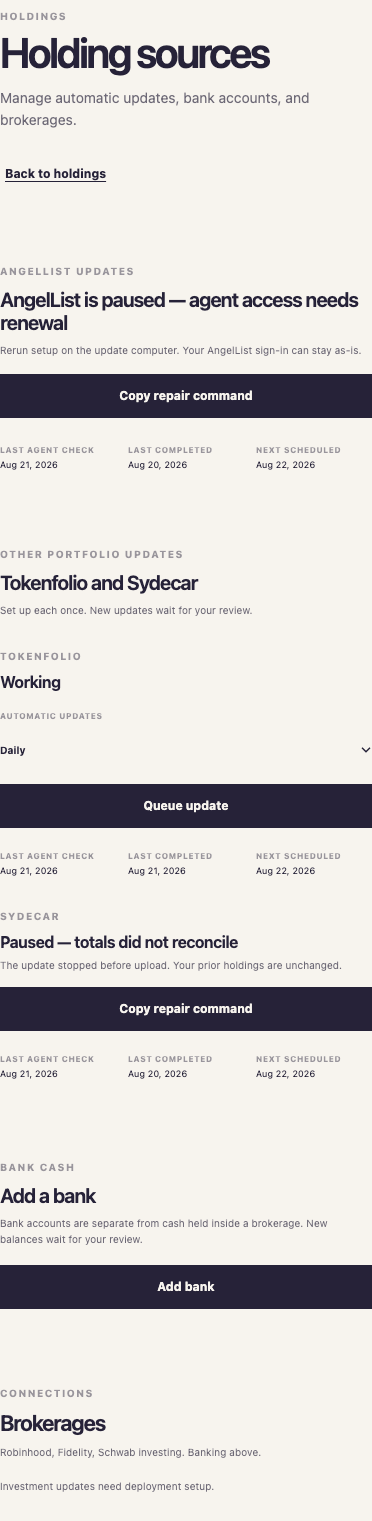 HOLDINGS
Holding sources
Manage automatic updates, bank accounts, and
brokerages.
Back to holdings
ANGELLIST UPDATES
AngelList is paused — agent access needs
renewal
Rerun setup on the update computer. Your AngelList sign-in can stay as-is.
Copy repair command
LAST AGENT CHECK LAST COMPLETED NEXT SCHEDULED
Aug 21, 2026 Aug 20, 2026 Aug 22, 2026
OTHER PORTFOLIO UPDATES
Tokenfolio and Sydecar
Set up each once. New updates wait for your review.
TOKENFOLIO
Working
AUTOMATIC UPDATES
Daily
Queue update
LAST AGENT CHECK LAST COMPLETED NEXT SCHEDULED
Aug 21, 2026 Aug 21, 2026 Aug 22, 2026
SYDECAR
Paused — totals did not reconcile
The update stopped before upload. Your prior holdings are unchanged.
Copy repair command
LAST AGENT CHECK LAST COMPLETED NEXT SCHEDULED
Aug 21, 2026 Aug 20, 2026 Aug 22, 2026
BANK CASH
Add a bank
Bank accounts are separate from cash held inside a brokerage. New
balances wait for your review.
Add bank
CONNECTIONS
Brokerages
Robinhood, Fidelity, Schwab investing. Banking above.
Investment updates need deployment setup.